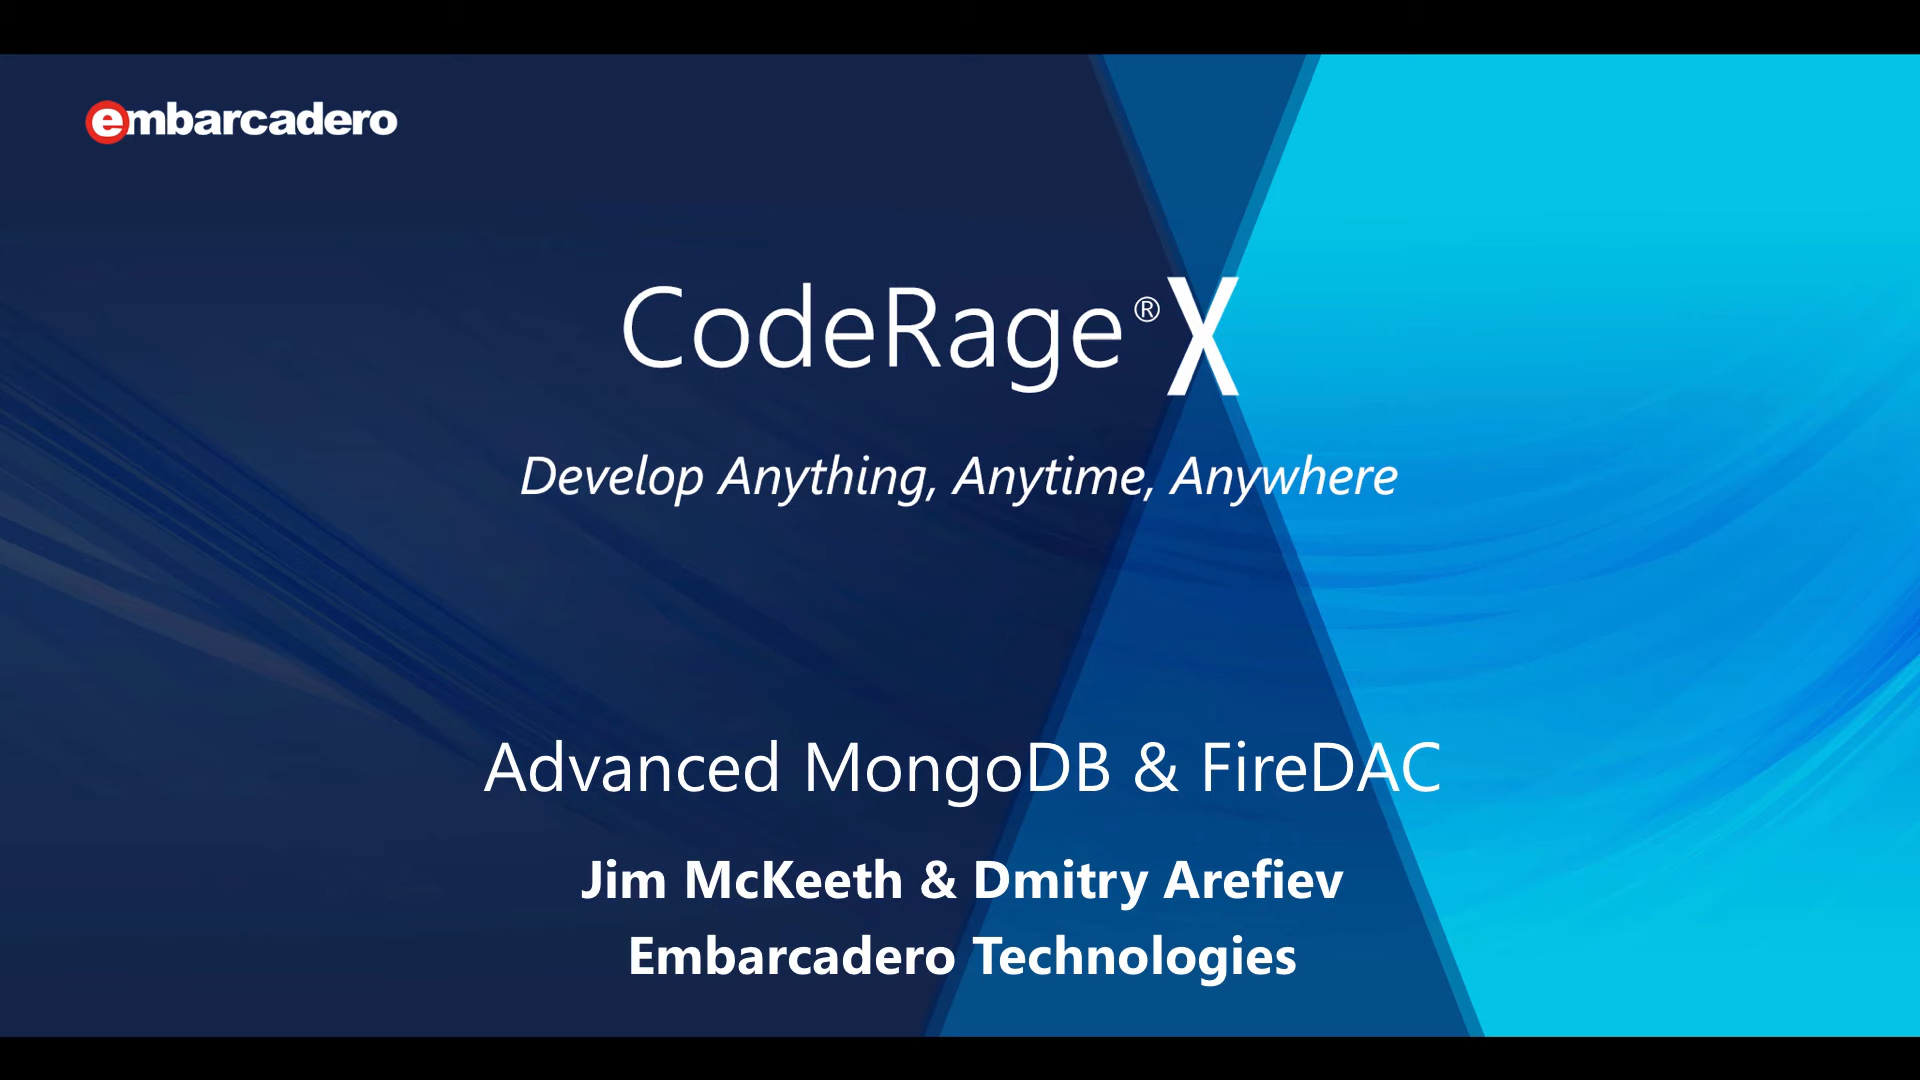 embarcadero
CodeRage® X
Develop Anything, Anytime, Anywhere
Advanced MongoDB & FireDAC
Jim McKeeth & Dmitry Arefiev
Embarcadero Technologies